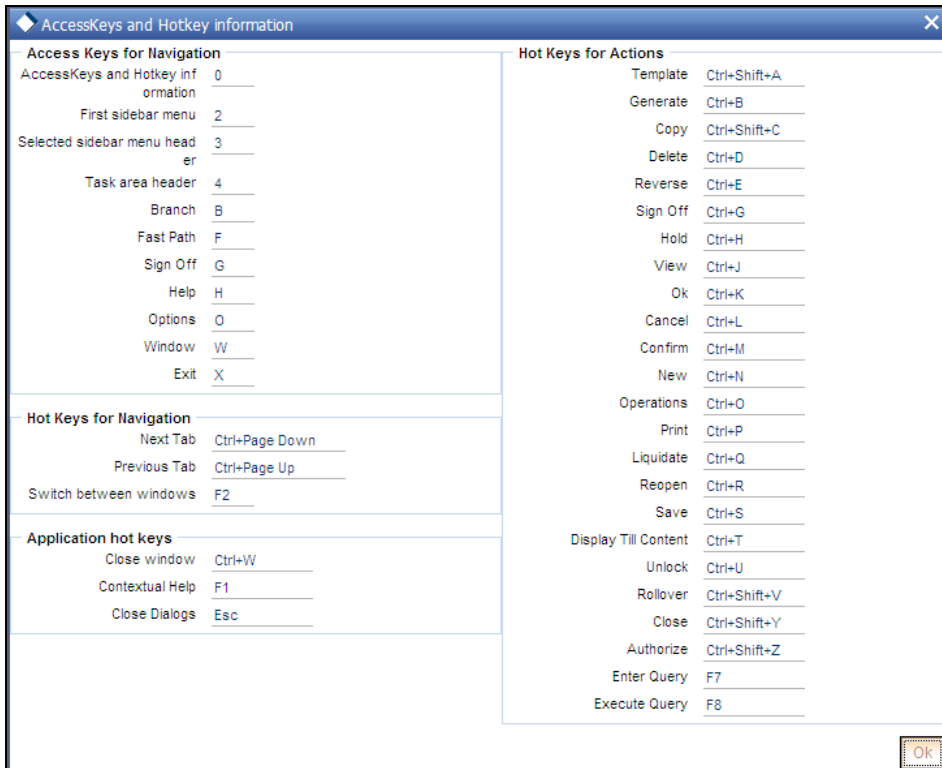 AccessKeys and Hotkey information
Access Keys for Navigation
AccessKeys and Hotkey inf 0
ormation
First sidebar menu 2
Selected sidebar menu head 3
er
Task area header 4
Branch B
Fast Path F
Sign Off G
Help H
Options O
Window W
Exit X
Hot Keys for Navigation
Next Tab Ctrl+Page Down
Previous Tab Ctrl+Page Up
Switch between windows F2
Application hot keys
Close window Ctrl+W
Contextual Help F1
Close Dialogs Esc
Hot Keys for Actions
Template Ctrl+Shift+A
Generate Ctrl+B
Copy Ctrl+Shift+C
Delete Ctrl+D
Reverse Ctrl+E
Sign Off Ctrl+G
Hold Ctrl+H
View Ctrl+J
Ok Ctrl+K
Cancel Ctrl+L
Confirm Ctrl+M
New Ctrl+N
Operations Ctrl+O
Print Ctrl+P
Liquidate Ctrl+Q
Reopen Ctrl+R
Save Ctrl+S
Display Till Content Ctrl+T
Unlock Ctrl+U
Rollover Ctrl+Shift+V
Close Ctrl+Shift+Y
Authorize Ctrl+Shift+Z
Enter Query F7
Execute Query F8
Ok